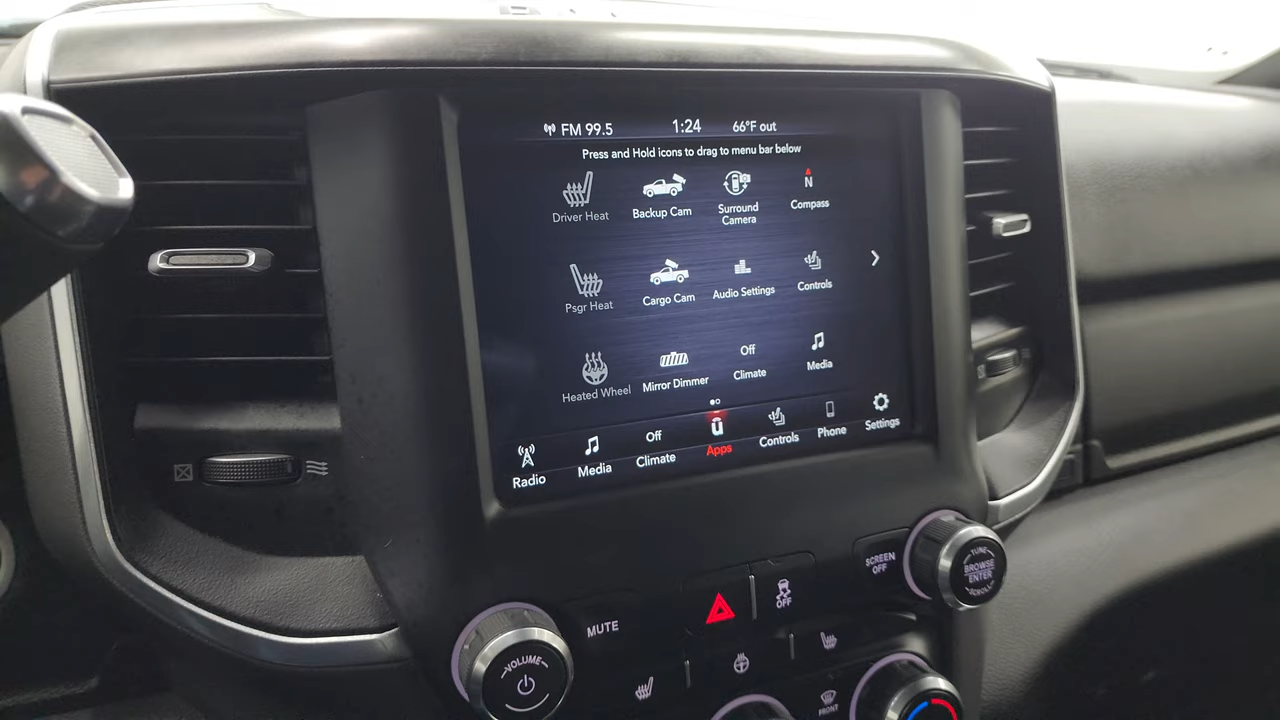 FM 99.5
1:24
66°F out
Press and Hold icons to drag to menu bar below
Driver Heat
Backup Cam
Surround
Camera
N
Compass
Psgr Heat
Cargo Cam
Audio Settings
Controls
Heated Wheel
Mirror Dimmer
Off
Climate
Media
Radio
Media
Off
Climate
Apps
Controls
Phone
Settings
SCREEN
OFF
TUNE
BROWSE
ENTER
SCROLL
OFF
MUTE
VOLUME
FRONT